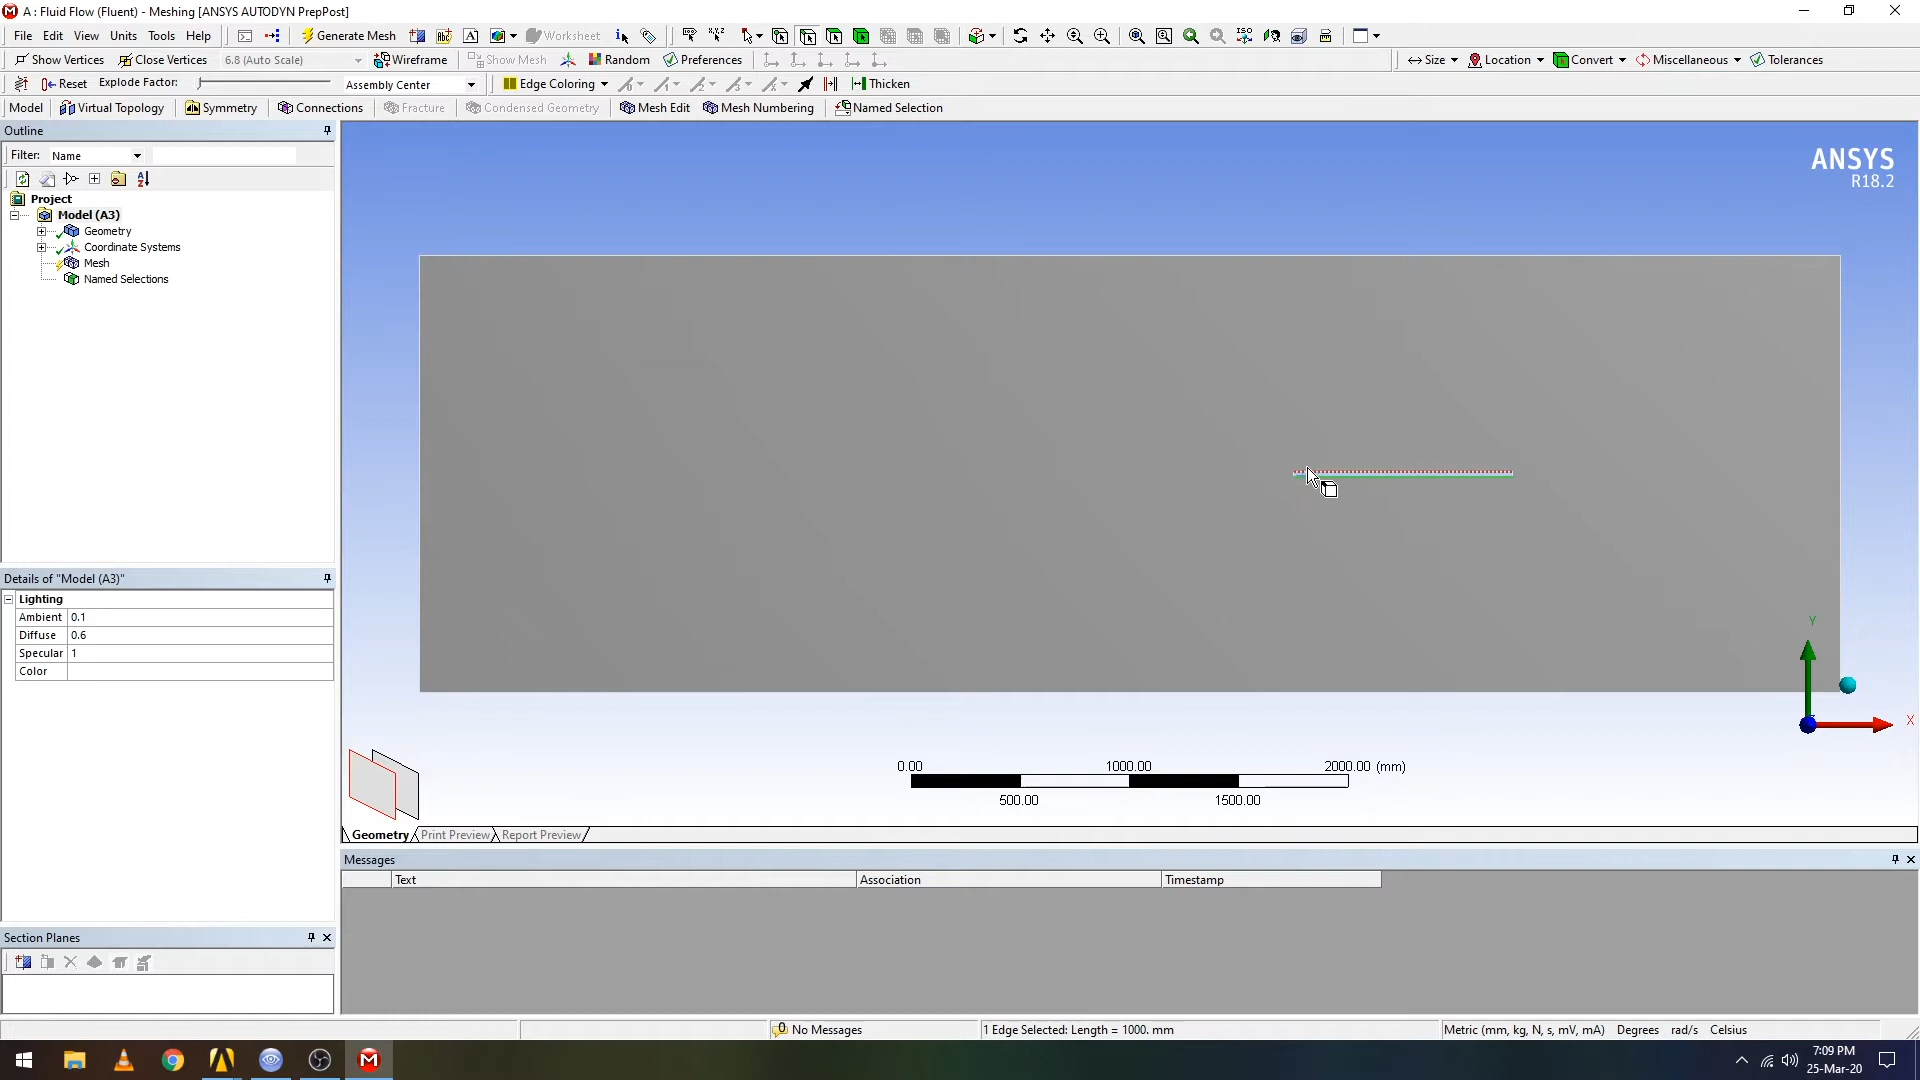 A : Fluid Flow (Fluent) - Meshing [ANSYS AUTODYN PrepPost]
File Edit View Units Tools Help Generate Mesh Worksheet
Show Vertices Close Vertices 6.8 (Auto Scale) Wireframe Show Mesh Random Preferences Size Location Convert Miscellaneous Tolerances
Reset Explode Factor: Assembly Center Edge Coloring Thicken
Model Virtual Topology Symmetry Connections Fracture Condensed Geometry Mesh Edit Mesh Numbering Named Selection
Outline
Filter: Name
Project
Model (A3)
Geometry
Coordinate Systems
Mesh
Named Selections
Details of "Model (A3)"
Lighting
Ambient 0.1
Diffuse 0.6
Specular 1
Color
Section Planes
ANSYS
R18.2
Y
X
0.00 1000.00 2000.00 (mm)
500.00 1500.00
Geometry Print Preview Report Preview
Messages
Text Association Timestamp
No Messages 1 Edge Selected: Length = 1000. mm Metric (mm, kg, N, s, mV, mA) Degrees rad/s Celsius
7:09 PM
25-Mar-20